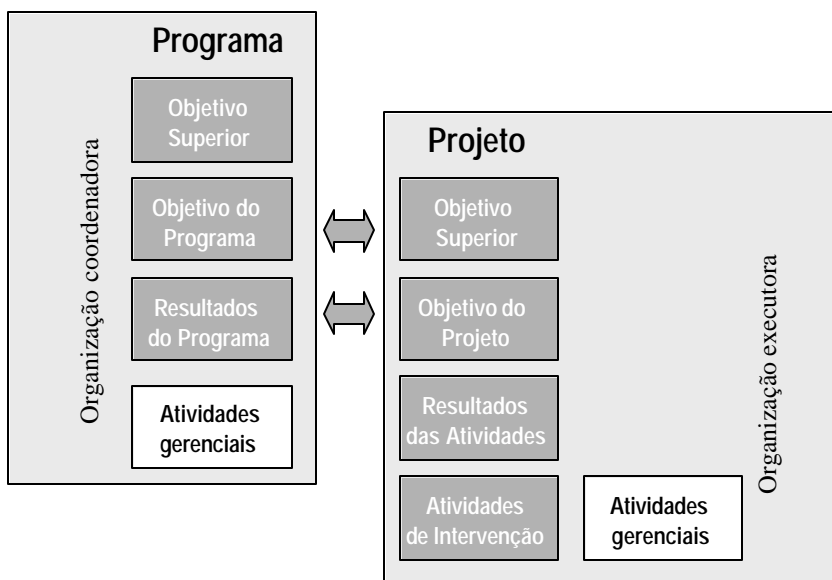 Programa
Organização coordenadora
Objetivo
Superior
Objetivo do
Programa
Resultados
do Programa
Atividades
gerenciais
Projeto
Objetivo
Superior
Objetivo do
Projeto
Resultados
das Atividades
Atividades
de Intervenção
Atividades
gerenciais
Organização executora